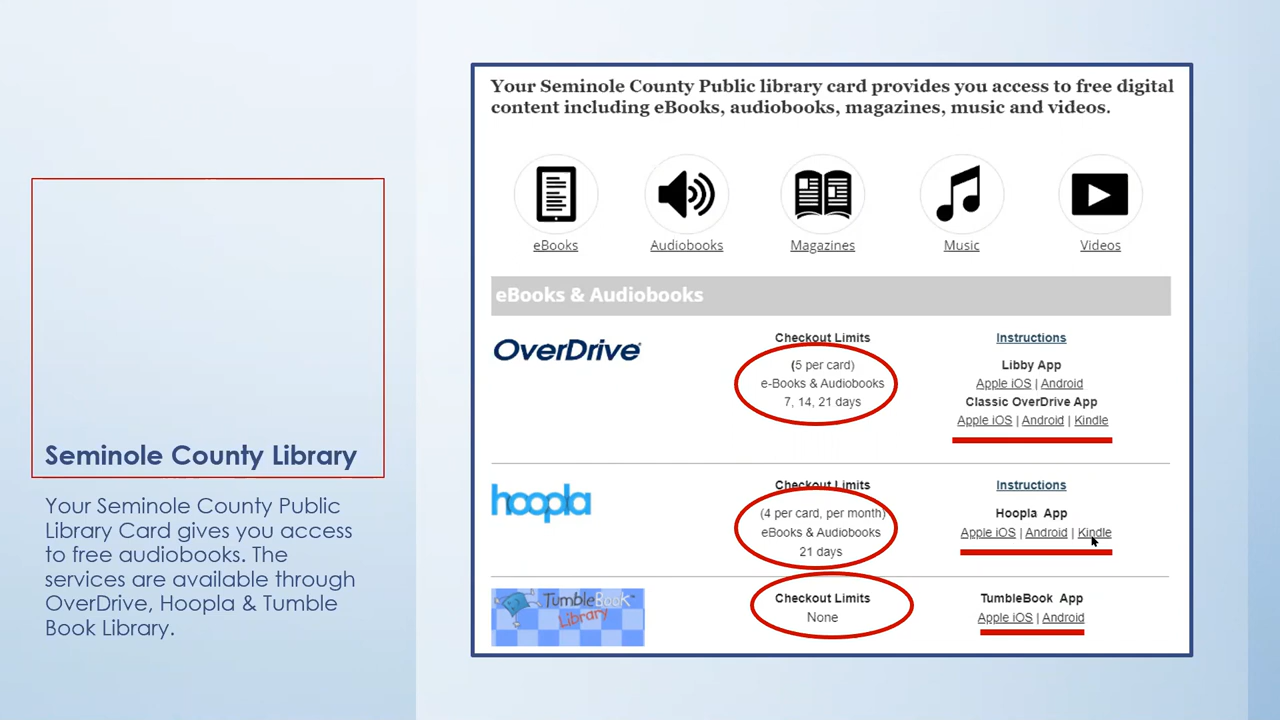 Seminole County Library
Your Seminole County Public
Library Card gives you access
to free audiobooks. The
services are available through
OverDrive, Hoopla & Tumble
Book Library.
Your Seminole County Public library card provides you access to free digital
content including eBooks, audiobooks, magazines, music and videos.
eBooks
Audiobooks
Magazines
Music
Videos
eBooks & Audiobooks
OverDrive
Checkout Limits
(5 per card)
e-Books & Audiobooks
7, 14, 21 days
Instructions
Libby App
Apple iOS | Android
Classic OverDrive App
Apple iOS | Android | Kindle
hoopla
Checkout Limits
(4 per card, per month)
eBooks & Audiobooks
21 days
Instructions
Hoopla App
Apple iOS | Android | Kindle
TumbleBook
Library
Checkout Limits
None
TumbleBook App
Apple iOS | Android